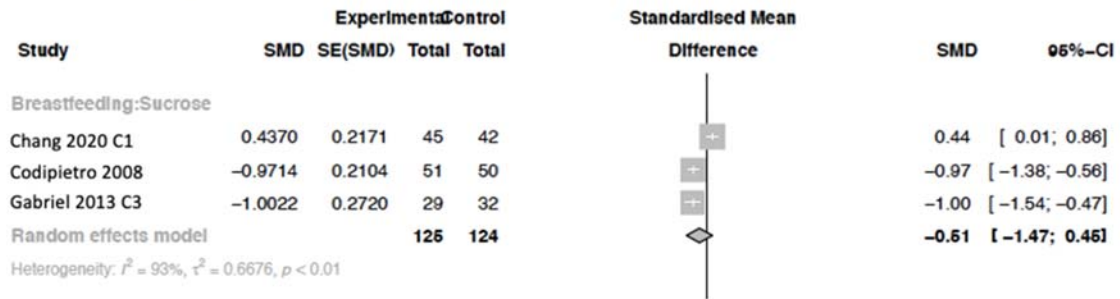 ExperimentalControl Standardised Mean
Study SMD SE(SMD) Total Total Difference SMD 95%-CI
Breastfeeding:Sucrose
Chang 2020 C1 0.4370 0.2171 45 42 0.44 [ 0.01; 0.86]
Codipietro 2008 −0.9714 0.2104 51 50 −0.97 [−1.38; −0.56]
Gabriel 2013 C3 −1.0022 0.2720 29 32 −1.00 [−1.54; −0.47]
Random effects model 125 124 −0.51 [−1.47; 0.45]
Heterogeneity: I² = 93%, τ² = 0.6676, p < 0.01